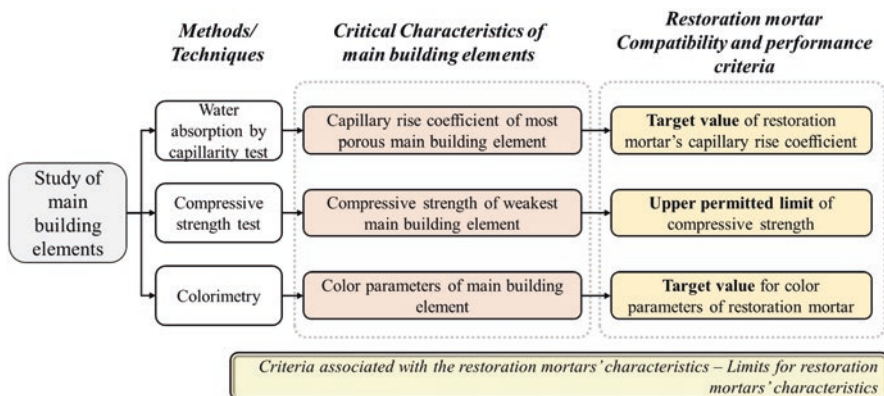 Methods/
Techniques
Critical Characteristics of
main building elements
Restoration mortar
Compatibility and performance
criteria
Study of
main
building
elements
Water
absorption by
capillarity test
Capillary rise coefficient of most
porous main building element
Target value of restoration
mortar's capillary rise coefficient
Compressive
strength test
Compressive strength of weakest
main building element
Upper permitted limit of
compressive strength
Colorimetry
Color parameters of main building
element
Target value for color
parameters of restoration mortar
Criteria associated with the restoration mortars' characteristics – Limits for restoration
mortars' characteristics